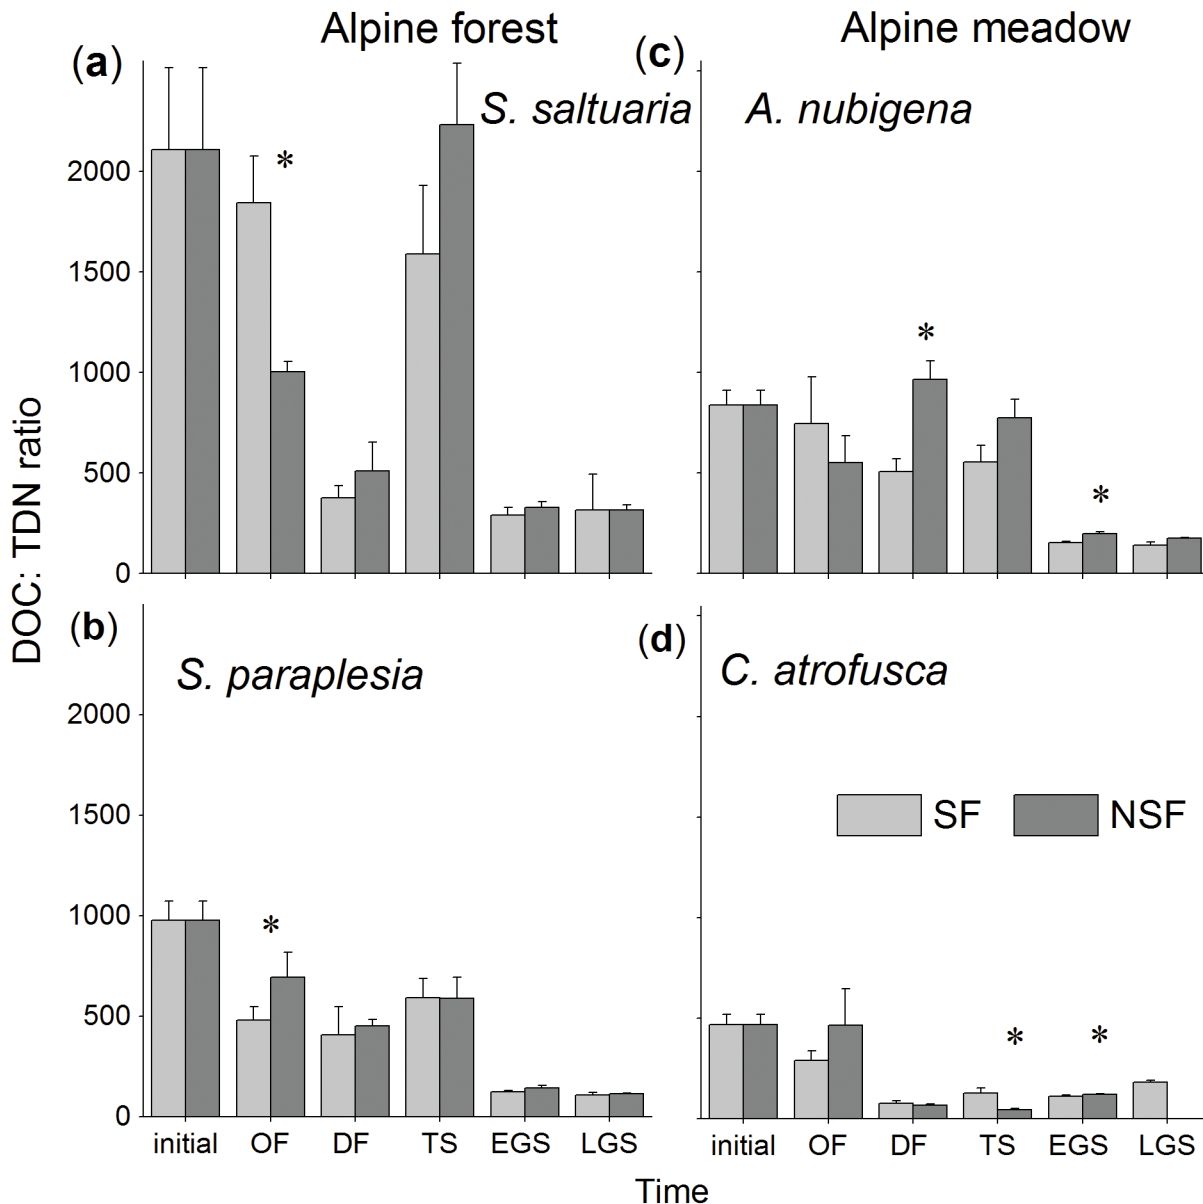 Alpine forest
Alpine meadow
(a)
(c)
S. saltuaria
A. nubigena
*
*
*
2000
1500
1000
500
0
DOC: TDN ratio
(b)
(d)
S. paraplesia
C. atrofusca
2000
1500
1000
500
0
SF
NSF
*
*
*
initial OF DF TS EGS LGS
initial OF DF TS EGS LGS
Time